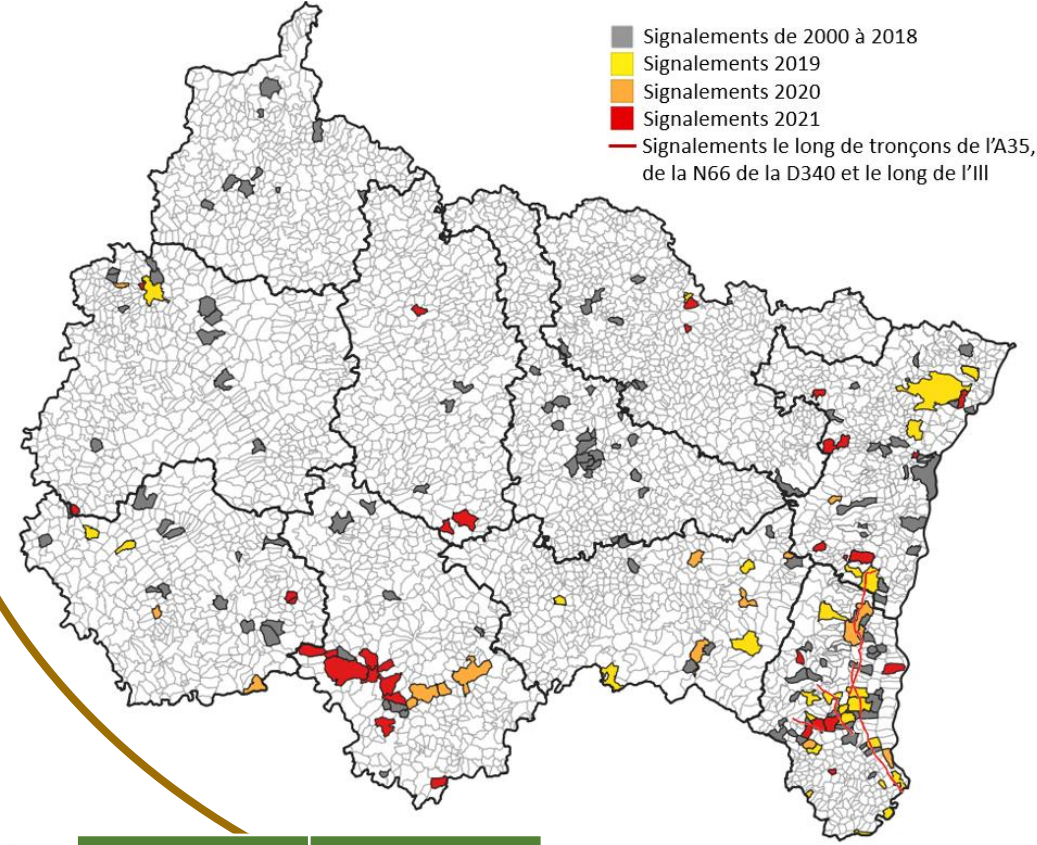 Signalements de 2000 à 2018
Signalements 2019
Signalements 2020
Signalements 2021
Signalements le long de tronçons de l'A35,
de la N66 de la D340 et le long de l'Ill